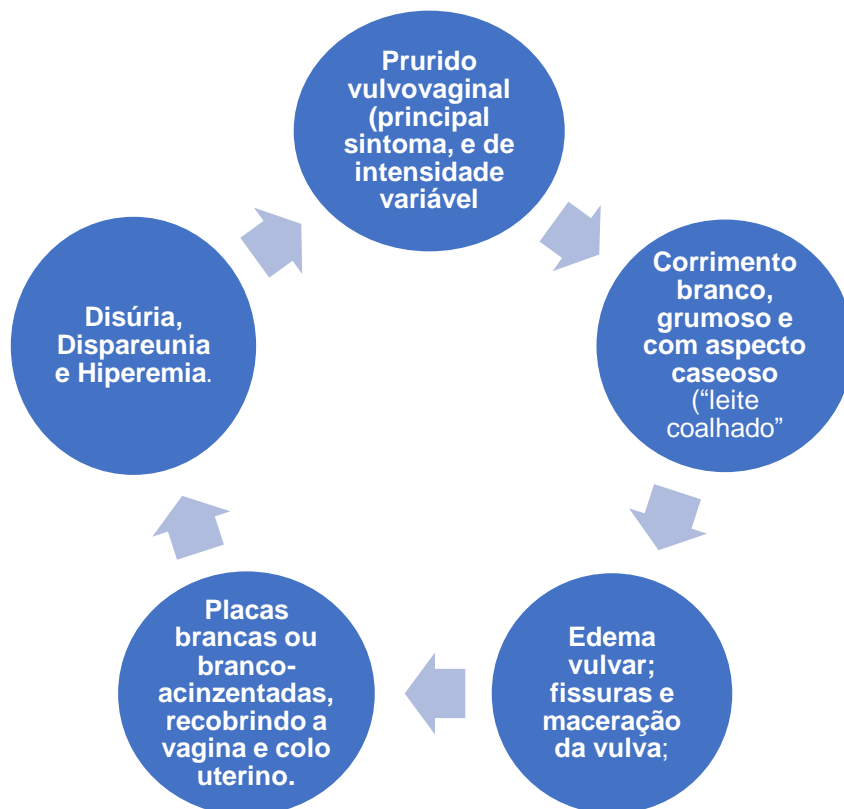 Prurido
vulvovaginal
(principal
sintoma, e de
intensidade
variável
Corrimento
branco,
grumoso e
com aspecto
caseoso
(“leite
coalhado”
Edema
vulvar;
fissuras e
maceração
da vulva;
Placas
brancas ou
branco-
acinzentadas,
recobrindo a
vagina e colo
uterino.
Disúria,
Dispareunia
e Hiperemia.